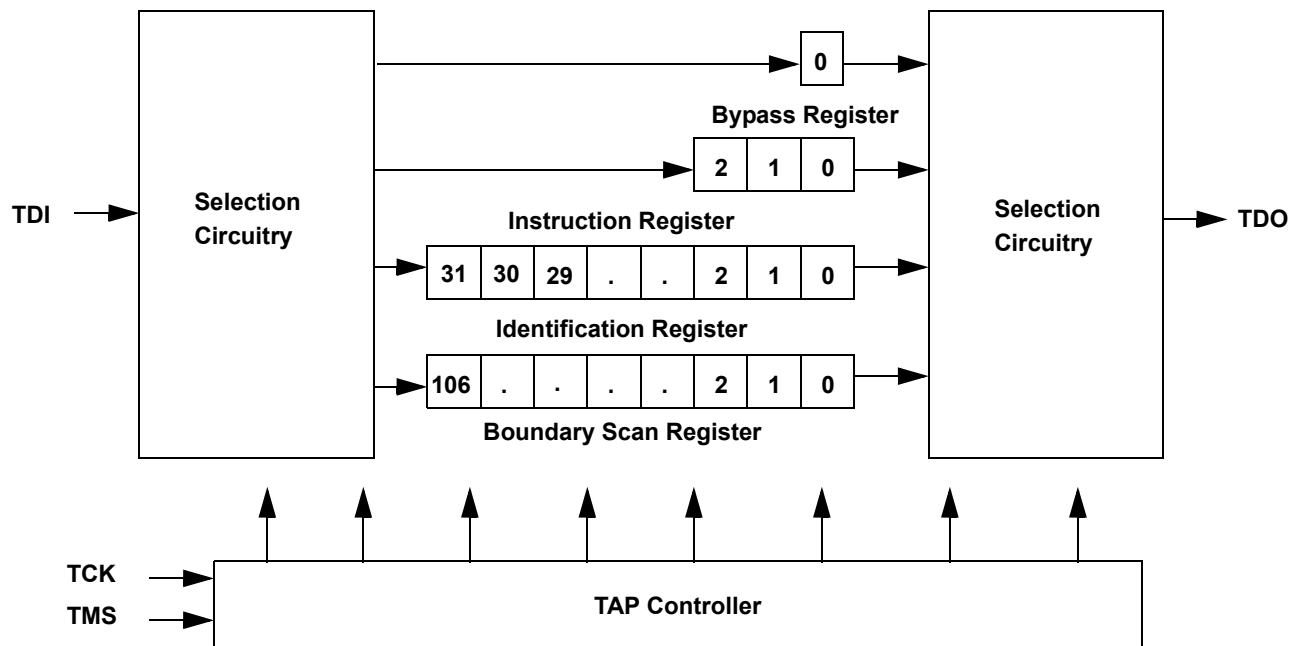 0
Bypass Register
2 1 0
TDI
Selection
Circuitry
Instruction Register
31 30 29 . . 2 1 0
Identification Register
106 . . . . 2 1 0
Boundary Scan Register
Selection
Circuitry
TDO
TCK
TMS
TAP Controller